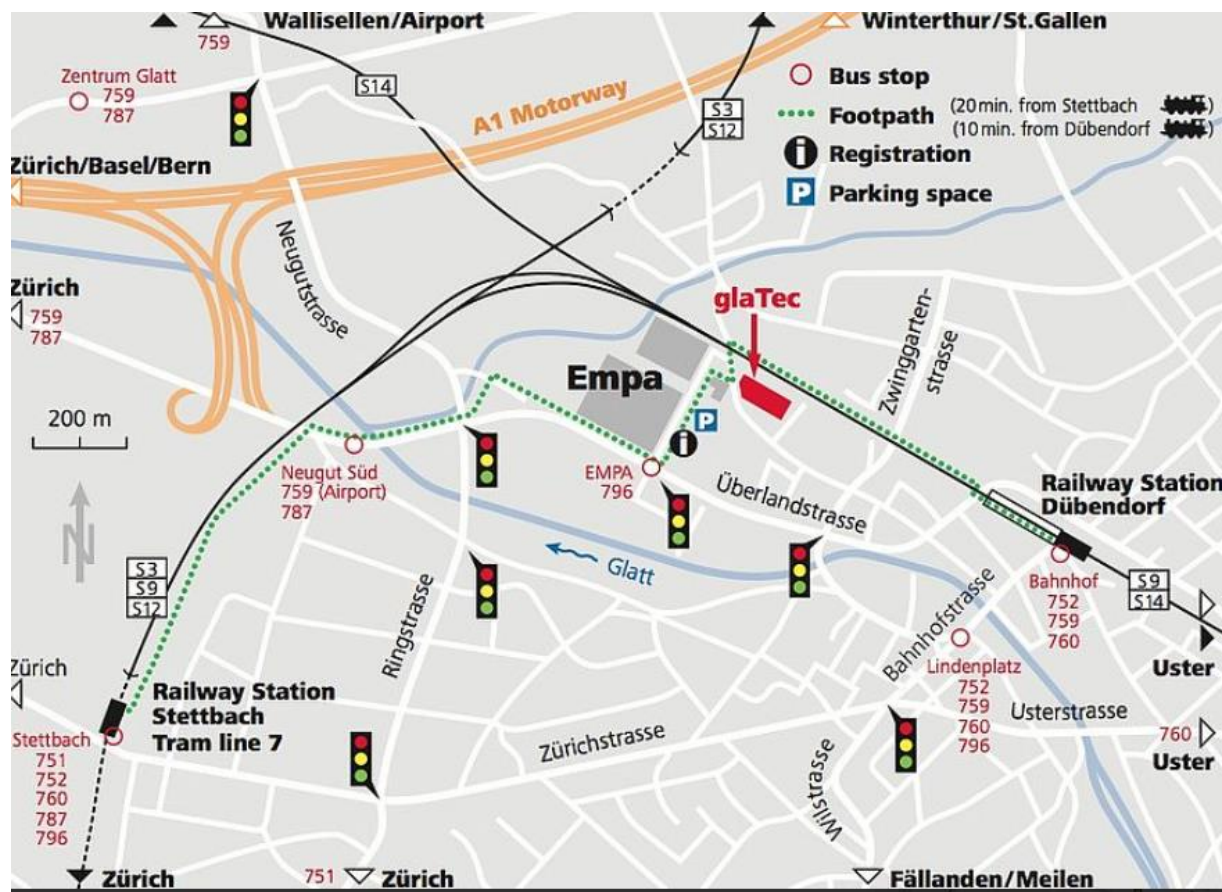 Wallisellen/Airport
759
Winterthur/St.Gallen
Zentrum Glatt
759
787
S14
A1 Motorway
S3
S12
Bus stop
Footpath (20 min. from Stettbach )
(10 min. from Dübendorf )
i Registration
P Parking space
Zürich/Basel/Bern
Neugutstrasse
Zürich
759
787
glaTec
Zwinggarten-
strasse
Empa
200 m
P
i
Neugut Süd
759 (Airport)
787
EMPA
796
Überlandstrasse
Railway Station
Dübendorf
N
Glatt
S3
S9
S12
Ringstrasse
Bahnhofstrasse
Bahnhof
752
759
760
S9
S14
Uster
Zürich
Railway Station
Stettbach
Tram line 7
Stettbach
751
752
760
787
796
Lindenplatz
752
759
760
796
Usterstrasse
760
Uster
Zürichstrasse
Wilstrasse
Zürich
751
Zürich
Fällanden/Meilen